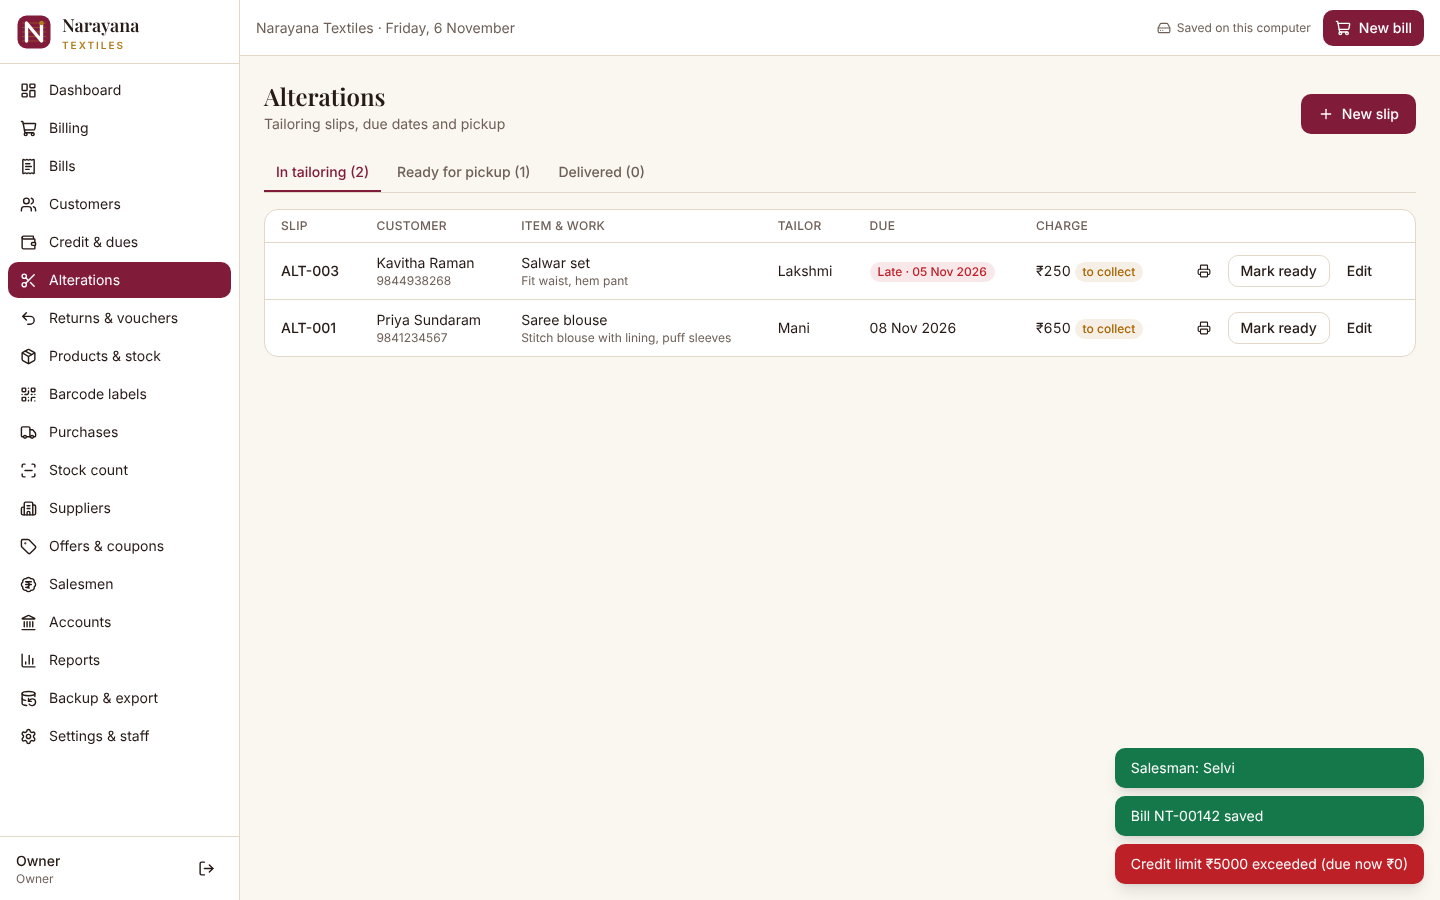 Narayana
TEXTILES
Dashboard
Billing
Bills
Customers
Credit & dues
Alterations
Returns & vouchers
Products & stock
Barcode labels
Purchases
Stock count
Suppliers
Offers & coupons
Salesmen
Accounts
Reports
Backup & export
Settings & staff
Owner
Owner
Narayana Textiles · Friday, 6 November
Saved on this computer
New bill
Alterations
Tailoring slips, due dates and pickup
New slip
In tailoring (2) Ready for pickup (1) Delivered (0)
SLIP CUSTOMER ITEM & WORK TAILOR DUE CHARGE
ALT-003 Kavitha Raman Salwar set Lakshmi Late · 05 Nov 2026 ₹250 to collect Mark ready Edit
9844938268 Fit waist, hem pant
ALT-001 Priya Sundaram Saree blouse Mani 08 Nov 2026 ₹650 to collect Mark ready Edit
9841234567 Stitch blouse with lining, puff sleeves
Salesman: Selvi
Bill NT-00142 saved
Credit limit ₹5000 exceeded (due now ₹0)